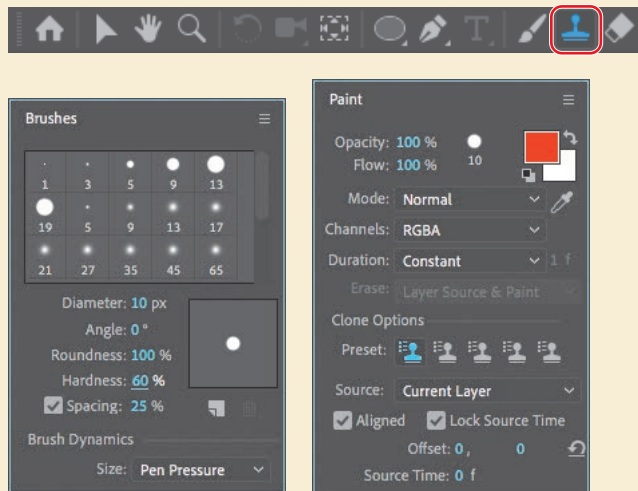 T
Brushes
1 3 5 9 13
19 5 9 13 17
21 27 35 45 65
Diameter: 10 px
Angle: 0 °
Roundness: 100 %
Hardness: 60 %
Spacing: 25 %
Brush Dynamics
Size: Pen Pressure
Paint
Opacity: 100 %
Flow: 100 % 10
Mode: Normal
Channels: RGBA
Duration: Constant 1 f
Erase: Layer Source & Paint
Clone Options
Preset:
Source: Current Layer
Aligned Lock Source Time
Offset: 0 , 0
Source Time: 0 f